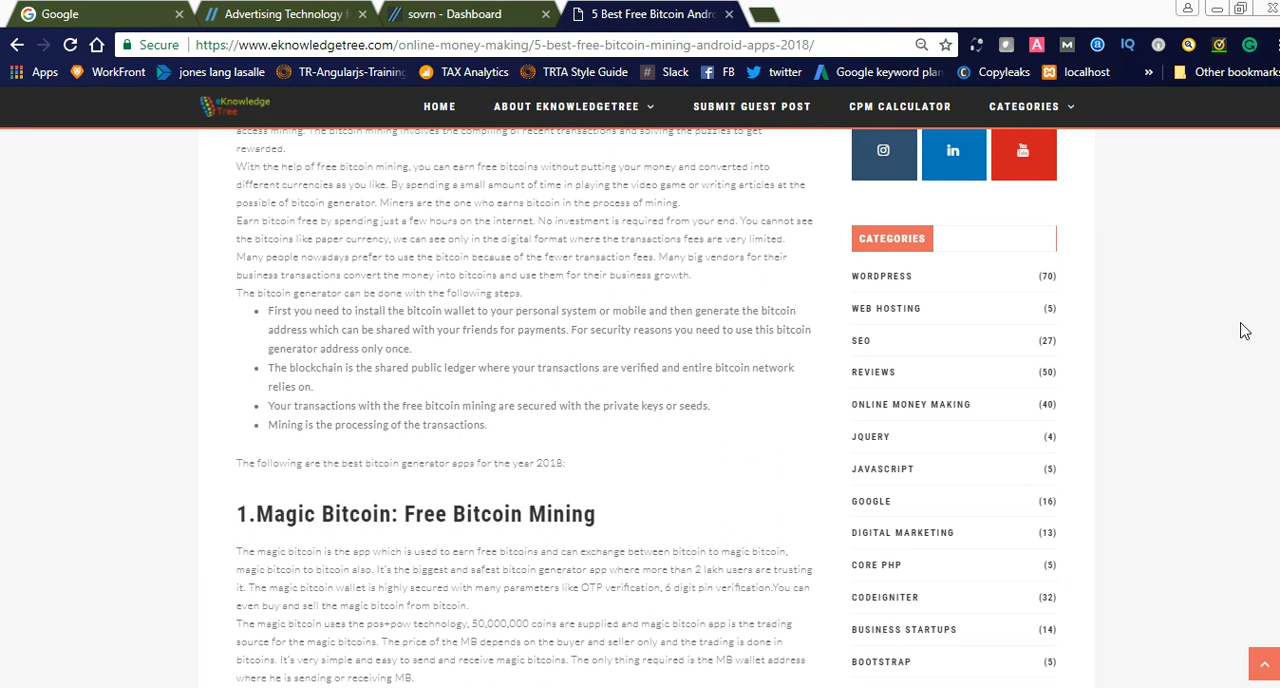 Google
Advertising Technology f
sovrn - Dashboard
5 Best Free Bitcoin Andro
Secure
https://www.eknowledgetree.com/online-money-making/5-best-free-bitcoin-mining-android-apps-2018/
Apps
WorkFront
jones lang lasalle
TR-Angularjs-Training
TAX Analytics
TRTA Style Guide
Slack
FB
twitter
Google keyword plan
Copyleaks
localhost
»
Other bookmarks
eKnowledge
Tree
HOME
ABOUT EKNOWLEDGETREE
SUBMIT GUEST POST
CPM CALCULATOR
CATEGORIES
access mining. The bitcoin mining involves the compiling of recent transactions and solving the puzzles to get
rewarded.
With the help of free bitcoin mining, you can earn free bitcoins without putting your money and converted into
different currencies as you like. By spending a small amount of time in playing the video game or writing articles at the
possible of bitcoin generator. Miners are the one who earns bitcoin in the process of mining.
Earn bitcoin free by spending just a few hours on the internet. No investment is required from your end. You cannot see
the bitcoins like paper currency, we can see only in the digital format where the transactions fees are very limited.
Many people nowadays prefer to use the bitcoin because of the fewer transaction fees. Many big vendors for their
business transactions convert the money into bitcoins and use them for their business growth.
The bitcoin generator can be done with the following steps.
First you need to install the bitcoin wallet to your personal system or mobile and then generate the bitcoin
address which can be shared with your friends for payments. For security reasons you need to use this bitcoin
generator address only once.
The blockchain is the shared public ledger where your transactions are verified and entire bitcoin network
relies on.
Your transactions with the free bitcoin mining are secured with the private keys or seeds.
Mining is the processing of the transactions.
The following are the best bitcoin generator apps for the year 2018:
1.Magic Bitcoin: Free Bitcoin Mining
The magic bitcoin is the app which is used to earn free bitcoins and can exchange between bitcoin to magic bitcoin,
magic bitcoin to bitcoin also. It's the biggest and safest bitcoin generator app where more than 2 lakh users are trusting
it. The magic bitcoin wallet is highly secured with many parameters like OTP verification, 6 digit pin verification.You can
even buy and sell the magic bitcoin from bitcoin.
The magic bitcoin uses the pos+pow technology, 50,000,000 coins are supplied and magic bitcoin app is the trading
source for the magic bitcoins. The price of the MB depends on the buyer and seller only and the trading is done in
bitcoins. It's very simple and easy to send and receive magic bitcoins. The only thing required is the MB wallet address
where he is sending or receiving MB.
CATEGORIES
WORDPRESS (70)
WEB HOSTING (5)
SEO (27)
REVIEWS (50)
ONLINE MONEY MAKING (40)
JQUERY (4)
JAVASCRIPT (5)
GOOGLE (16)
DIGITAL MARKETING (13)
CORE PHP (5)
CODEIGNITER (32)
BUSINESS STARTUPS (14)
BOOTSTRAP (5)